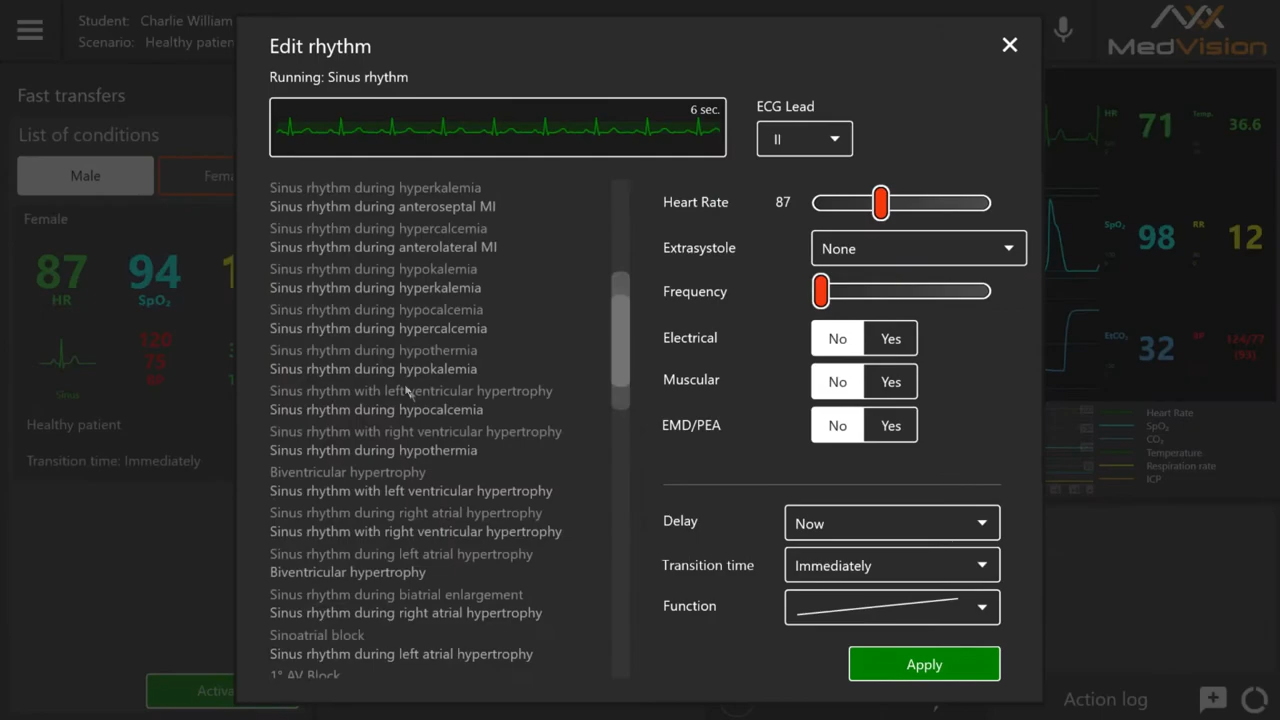 Student: Charlie William
Scenario: Healthy patien
MedVision
Fast transfers
List of conditions
Male
Fema
Female
87
HR
94
SpO₂
1
120
75
BP
Sinus
Healthy patient
Transition time: Immediately
Activa
Edit rhythm
Running: Sinus rhythm
6 sec.
ECG Lead
II
Sinus rhythm during hyperkalemia
Sinus rhythm during anteroseptal MI
Sinus rhythm during hypercalcemia
Sinus rhythm during anterolateral MI
Sinus rhythm during hypokalemia
Sinus rhythm during hyperkalemia
Sinus rhythm during hypocalcemia
Sinus rhythm during hypercalcemia
Sinus rhythm during hypothermia
Sinus rhythm during hypokalemia
Sinus rhythm with left ventricular hypertrophy
Sinus rhythm during hypocalcemia
Sinus rhythm with right ventricular hypertrophy
Sinus rhythm during hypothermia
Biventricular hypertrophy
Sinus rhythm with left ventricular hypertrophy
Sinus rhythm during right atrial hypertrophy
Sinus rhythm with right ventricular hypertrophy
Sinus rhythm during left atrial hypertrophy
Biventricular hypertrophy
Sinus rhythm during biatrial enlargement
Sinus rhythm during right atrial hypertrophy
Sinoatrial block
Sinus rhythm during left atrial hypertrophy
1° AV Block
Heart Rate 87
Extrasystole None
Frequency
Electrical No Yes
Muscular No Yes
EMD/PEA No Yes
Delay Now
Transition time Immediately
Function
Apply
HR 71 Temp. 36.6
SpO₂ 98 RR 12
EtCO₂ 32 BP 124/77
(93)
Heart Rate
SpO₂
CO₂
Temperature
Respiration rate
ICP
Action log